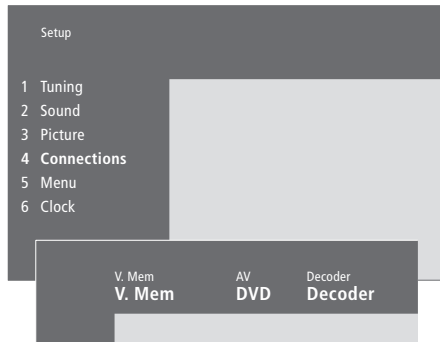 Setup
1 Tuning
2 Sound
3 Picture
4 Connections
5 Menu
6 Clock
V. Mem AV Decoder
V. Mem DVD Decoder